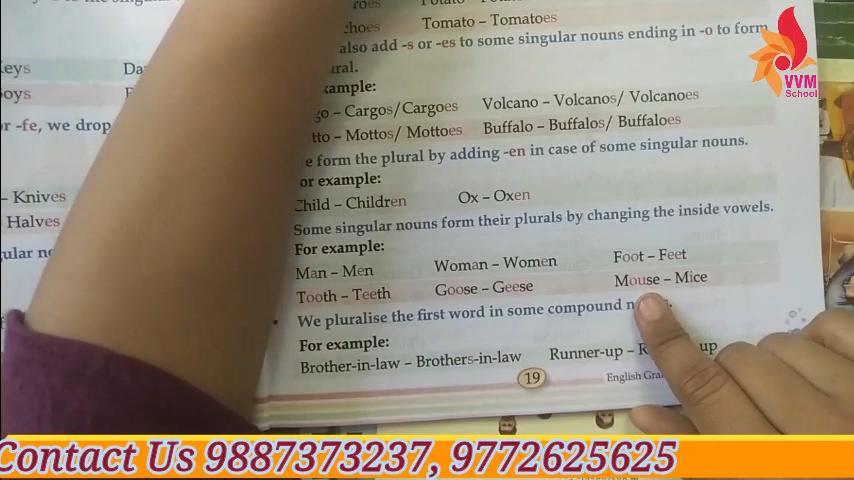 Keys Da
Boys
or -fe, we drop
– Knives
Halves
Tomato – Tomatoes
also add -s or -es to some singular nouns ending in -o to form
Cargos/Cargoes Volcano – Volcanos/ Volcanoes
Mottos/ Mottoes Buffalo – Buffalos/ Buffaloes
e form the plural by adding -en in case of some singular nouns.
or example:
Child – Children Ox – Oxen
Some singular nouns form their plurals by changing the inside vowels.
For example:
Man – Men Woman – Women Foot – Feet
Tooth – Teeth Goose – Geese Mouse – Mice
• We pluralise the first word in some compound
For example:
Brother-in-law – Brothers-in-law Runner-up – R up
19
English Gra
VVM
School
Contact Us 9887373237, 9772625625